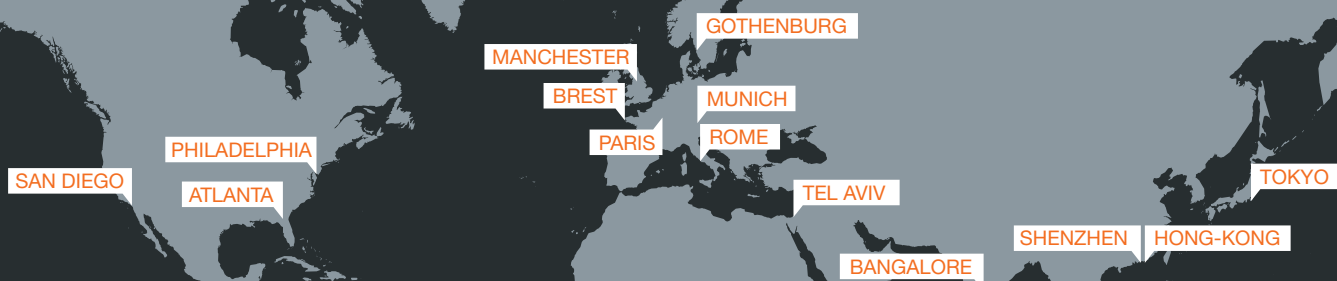 GOTHENBURG
MANCHESTER
BREST
MUNICH
PARIS
ROME
PHILADELPHIA
SAN DIEGO
ATLANTA
TEL AVIV
TOKYO
SHENZHEN
HONG-KONG
BANGALORE